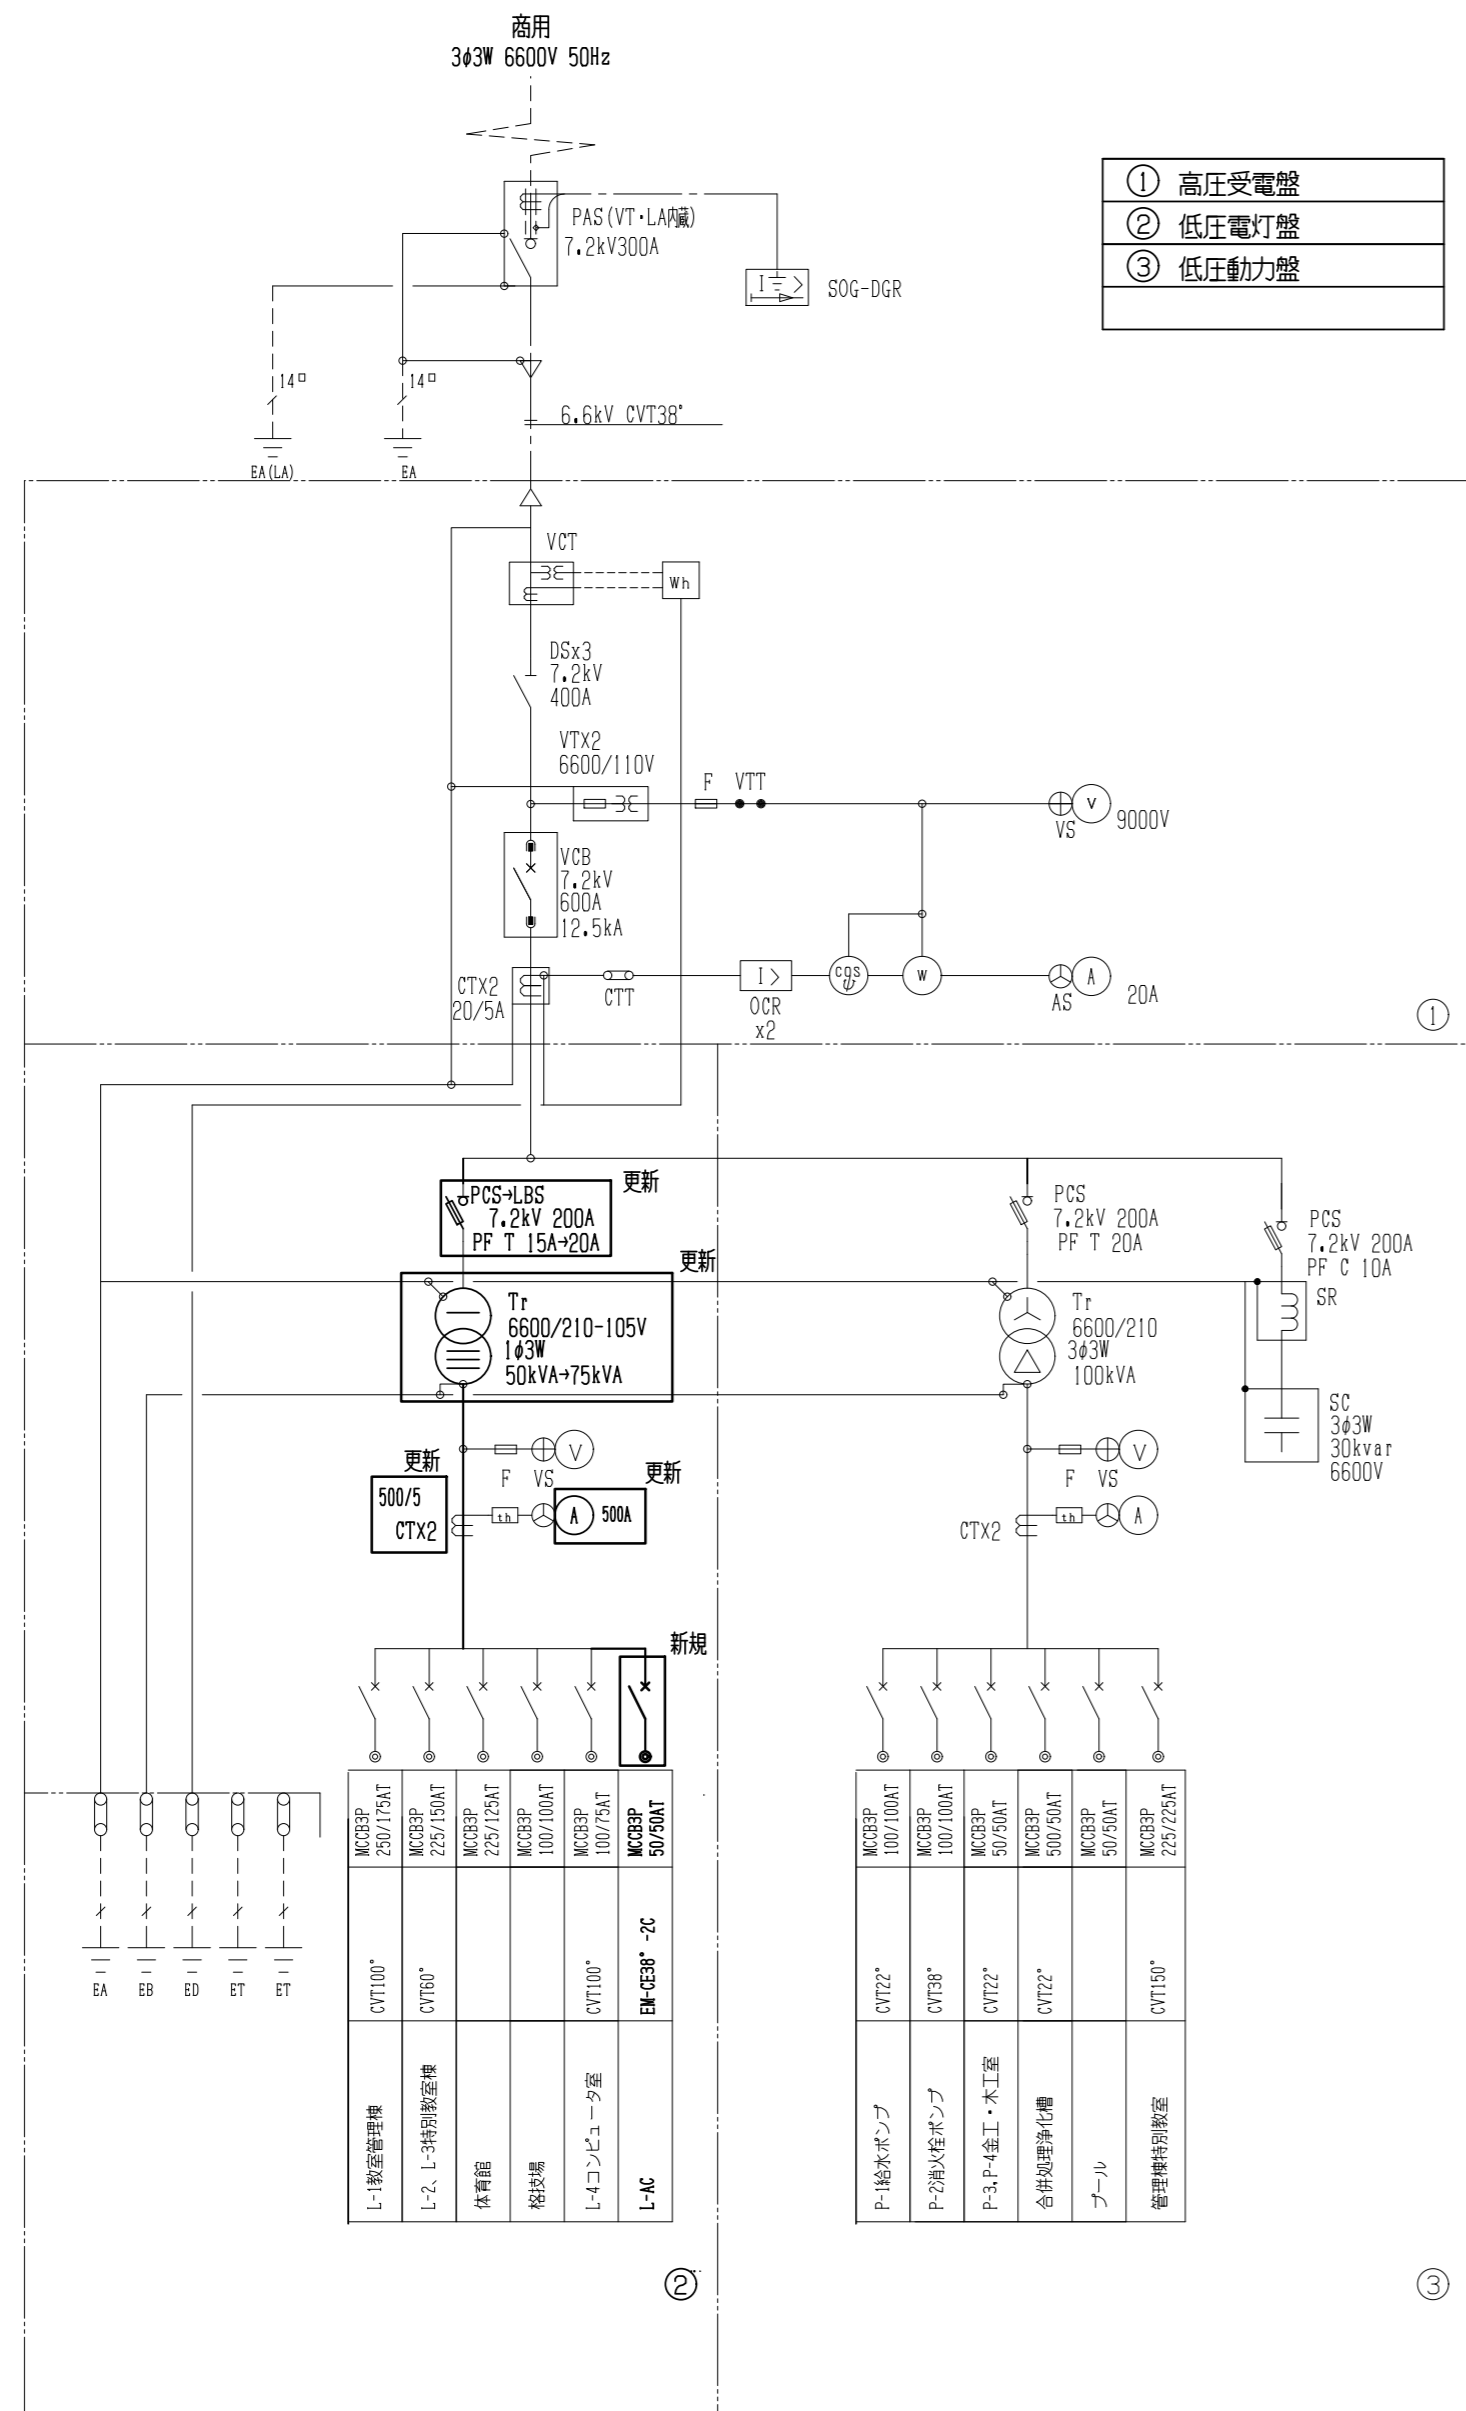 商用
3φ3W 6600V 50Hz
PAS(VT・LA内蔵)
7.2kV300A
I
SOG-DGR
① 高圧受電盤
② 低圧電灯盤
③ 低圧動力盤
14□
14□
EA(LA)
EA
6.6kV CVT38°
VCT
Wh
DSx3
7.2kV
400A
VTX2
6600/110V
F
VTT
VS
V
9000V
VCB
7.2kV
600A
12.5kA
CTX2
20/5A
CTT
I >
OCR
x2
cos
φ
W
AS
A
20A
①
更新
PCS→LBS
7.2kV 200A
PF T 15A→20A
更新
Tr
6600/210-105V
1φ3W
50kVA→75kVA
PCS
7.2kV 200A
PF T 20A
PCS
7.2kV 200A
PF C 10A
SR
Tr
6600/210
3φ3W
100kVA
SC
3φ3W
30kvar
6600V
F
VS
V
更新
500/5
CTX2
th
A
500A
更新
F
VS
V
CTX2
th
A
新規
MCCB3P
250/175AT
CVT100°
L-1教室管理棟
MCCB3P
225/150AT
CVT60°
L-2、L-3特別教室棟
MCCB3P
225/125AT
体育館
MCCB3P
100/100AT
格技場
MCCB3P
100/75AT
CVT100°
L-4コンピュータ室
MCCB3P
50/50AT
EM-CE38° -2C
L-AC
MCCB3P
100/100AT
CVT22°
P-1給水ポンプ
MCCB3P
100/100AT
CVT38°
P-2消火栓ポンプ
MCCB3P
50/50AT
CVT22°
P-3,P-4金工・木工室
MCCB3P
500/50AT
CVT22°
合併処理浄化槽
MCCB3P
50/50AT
プール
MCCB3P
225/225AT
CVT150°
管理棟特別教室
EA
EB
ED
ET
ET
②
③